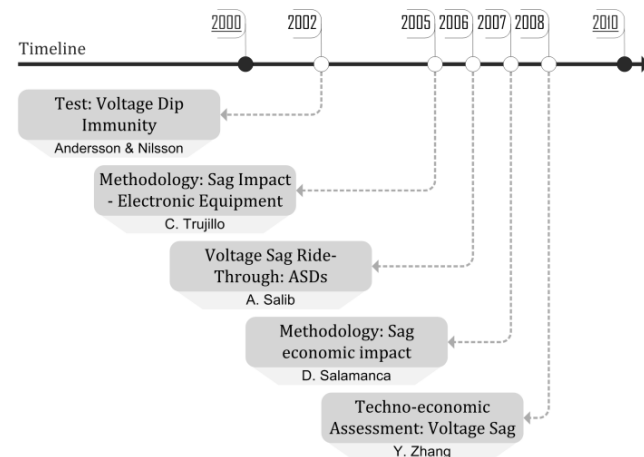 2000
2002
2005
2006
2007
2008
2010
Timeline
Test: Voltage Dip
Immunity
Andersson & Nilsson
Methodology: Sag Impact
- Electronic Equipment
C. Trujillo
Voltage Sag Ride-
Through: ASDs
A. Salib
Methodology: Sag
economic impact
D. Salamanca
Techno-economic
Assessment: Voltage Sag
Y. Zhang